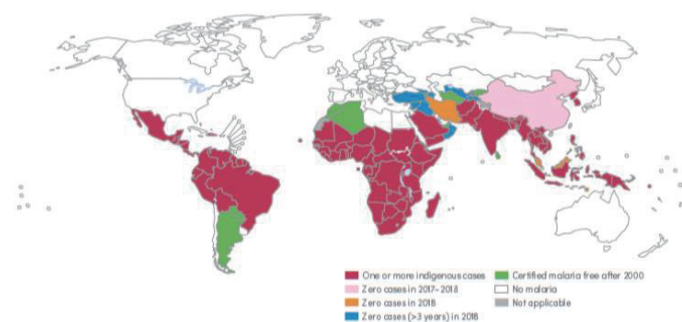 One or more indigenous cases
Zero cases in 2017-2018
Zero cases in 2018
Zero cases (>3 years) in 2018
Certified malaria free after 2000
No malaria
Not applicable